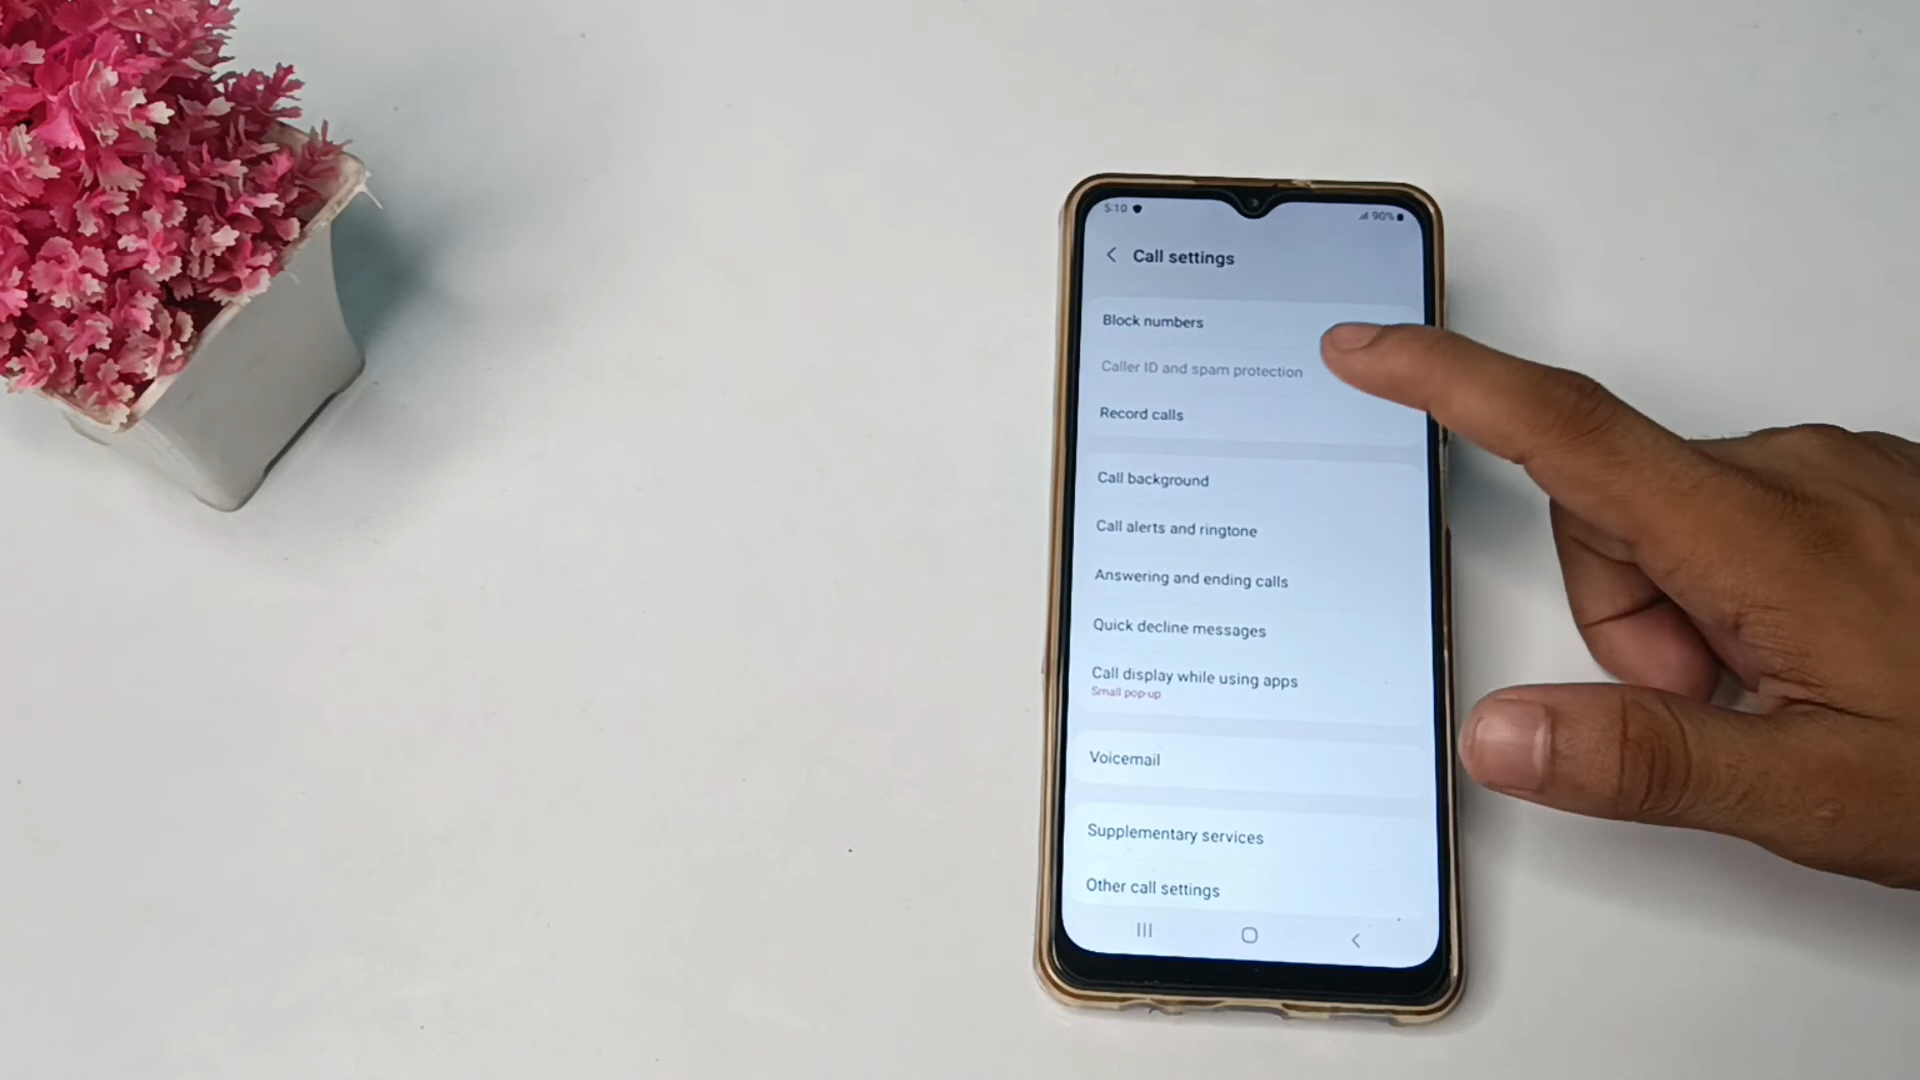 5:10
90%
Call settings
Block numbers
Caller ID and spam protection
Record calls
Call background
Call alerts and ringtone
Answering and ending calls
Quick decline messages
Call display while using apps
Small pop-up
Voicemail
Supplementary services
Other call settings